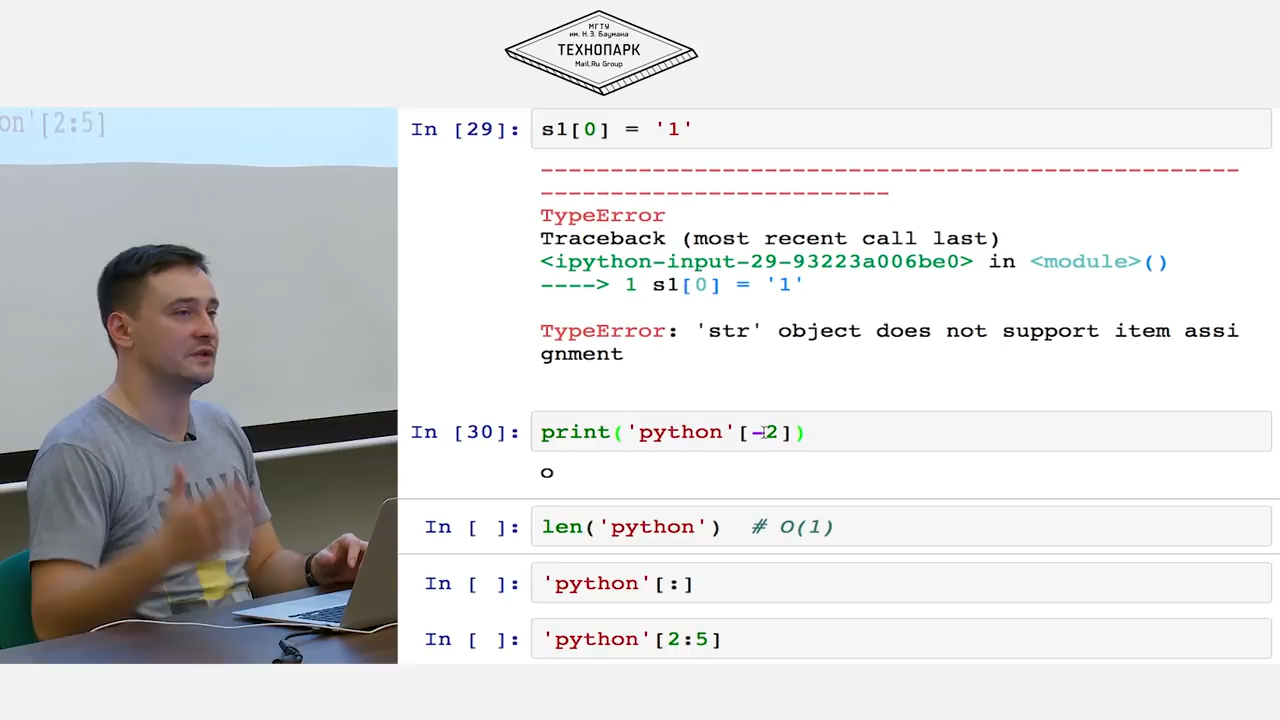 МГТУ
им. Н.Э. Баумана
ТЕХНОПАРК
Mail.Ru Group
on'[2:5]
In [29]: s1[0] = '1'
---------------------------------------------------------------------------
TypeError
Traceback (most recent call last)
<ipython-input-29-93223a006be0> in <module>()
----> 1 s1[0] = '1'
TypeError: 'str' object does not support item assi
gnment
In [30]: print('python'[-2])
o
In [ ]: len('python')  # O(1)
In [ ]: 'python'[:]
In [ ]: 'python'[2:5]